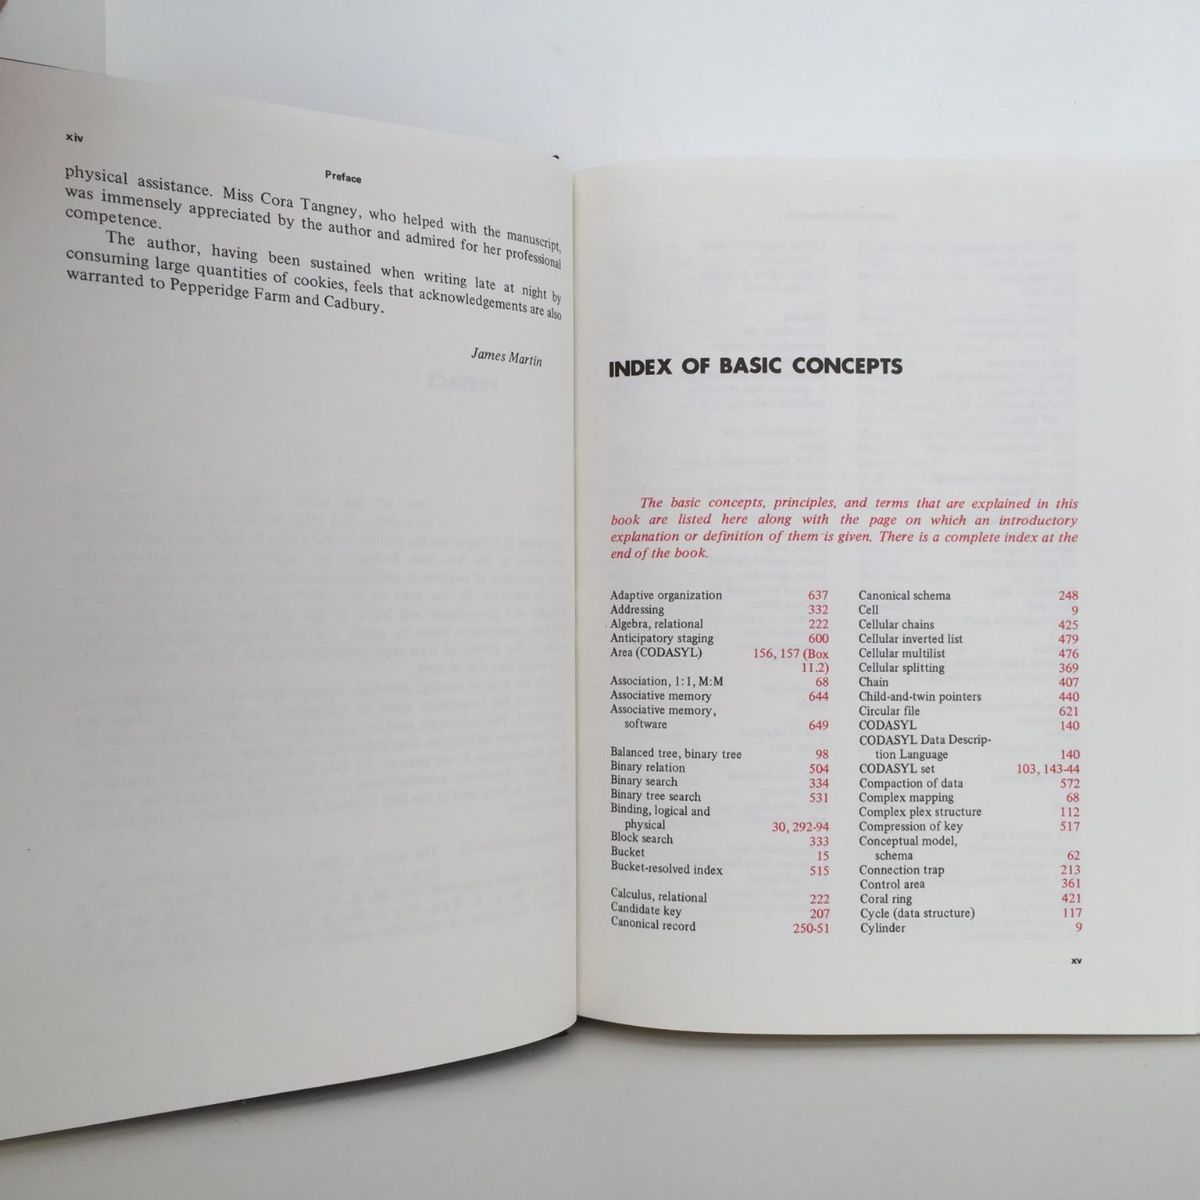 xiv
Preface
physical assistance. Miss Cora Tangney, who helped with the manuscript,
was immensely appreciated by the author and admired for her professional
competence.
The author, having been sustained when writing late at night by
consuming large quantities of cookies, feels that acknowledgements are also
warranted to Pepperidge Farm and Cadbury.
James Martin
INDEX OF BASIC CONCEPTS
The basic concepts, principles, and terms that are explained in this
book are listed here along with the page on which an introductory
explanation or definition of them is given. There is a complete index at the
end of the book.
Adaptive organization 637
Addressing 332
Algebra, relational 222
Anticipatory staging 600
Area (CODASYL) 156, 157 (Box
11.2)
Association, 1:1, M:M 68
Associative memory 644
Associative memory,
software 649
Balanced tree, binary tree 98
Binary relation 504
Binary search 334
Binary tree search 531
Binding, logical and
physical 30, 292-94
Block search 333
Bucket 15
Bucket-resolved index 515
Calculus, relational 222
Candidate key 207
Canonical record 250-51
Canonical schema 248
Cell 9
Cellular chains 425
Cellular inverted list 479
Cellular multilist 476
Cellular splitting 369
Chain 407
Child-and-twin pointers 440
Circular file 621
CODASYL 140
CODASYL Data Descrip-
tion Language 140
CODASYL set 103, 143-44
Compaction of data 572
Complex mapping 68
Complex plex structure 112
Compression of key 517
Conceptual model,
schema 62
Connection trap 213
Control area 361
Coral ring 421
Cycle (data structure) 117
Cylinder 9
xv